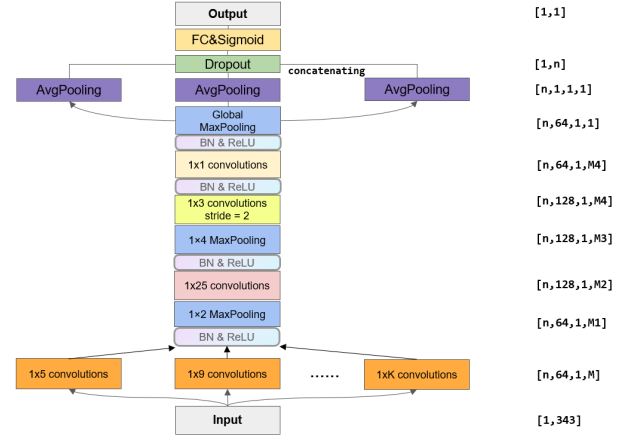 Output [1,1]
FC&Sigmoid
Dropout [1,n]
concatenating
AvgPooling AvgPooling AvgPooling [n,1,1,1]
Global
MaxPooling [n,64,1,1]
BN & ReLU
1x1 convolutions [n,64,1,M4]
BN & ReLU
1x3 convolutions
stride = 2 [n,128,1,M4]
1×4 MaxPooling [n,128,1,M3]
BN & ReLU
1x25 convolutions [n,128,1,M2]
1×2 MaxPooling [n,64,1,M1]
BN & ReLU
1x5 convolutions 1x9 convolutions ...... 1xK convolutions [n,64,1,M]
Input [1,343]